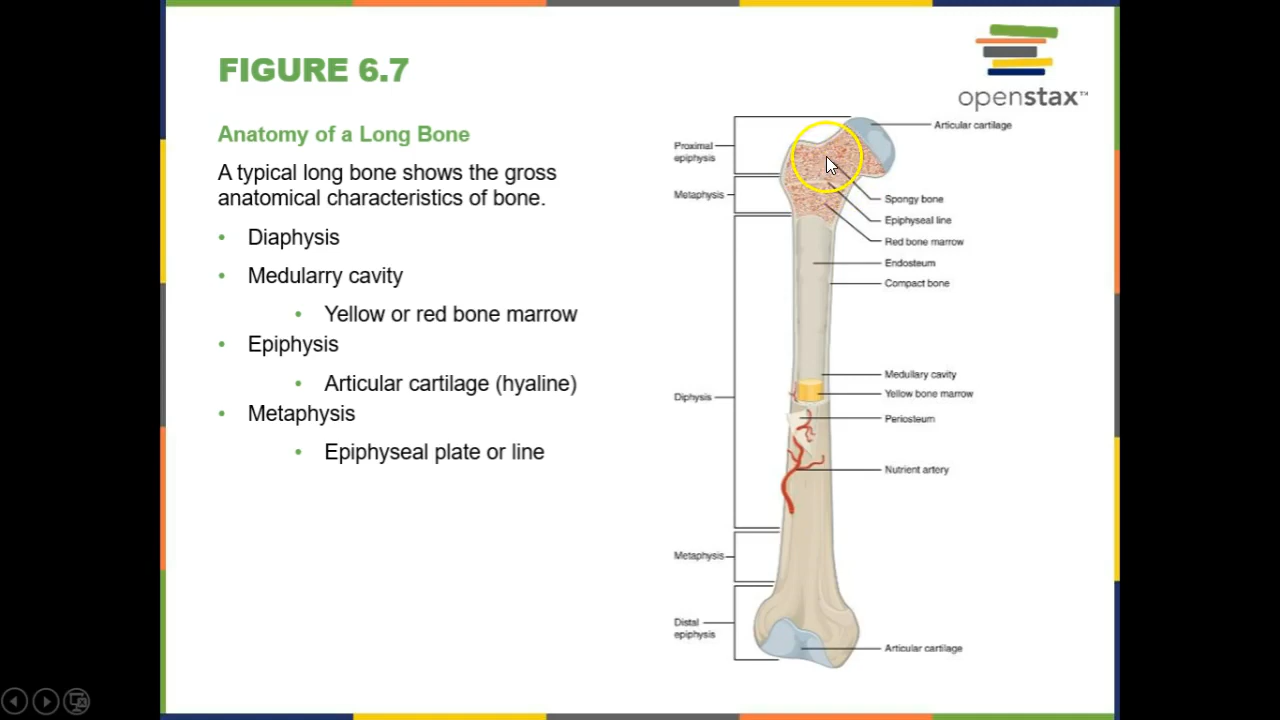 FIGURE 6.7
openstax™
Anatomy of a Long Bone
A typical long bone shows the gross
anatomical characteristics of bone.
• Diaphysis
• Medularry cavity
• Yellow or red bone marrow
• Epiphysis
• Articular cartilage (hyaline)
• Metaphysis
• Epiphyseal plate or line
Proximal
epiphysis
Metaphysis
Diphysis
Metaphysis
Distal
epiphysis
Articular cartilage
Spongy bone
Epiphyseal line
Red bone marrow
Endosteum
Compact bone
Medullary cavity
Yellow bone marrow
Periosteum
Nutrient artery
Articular cartilage